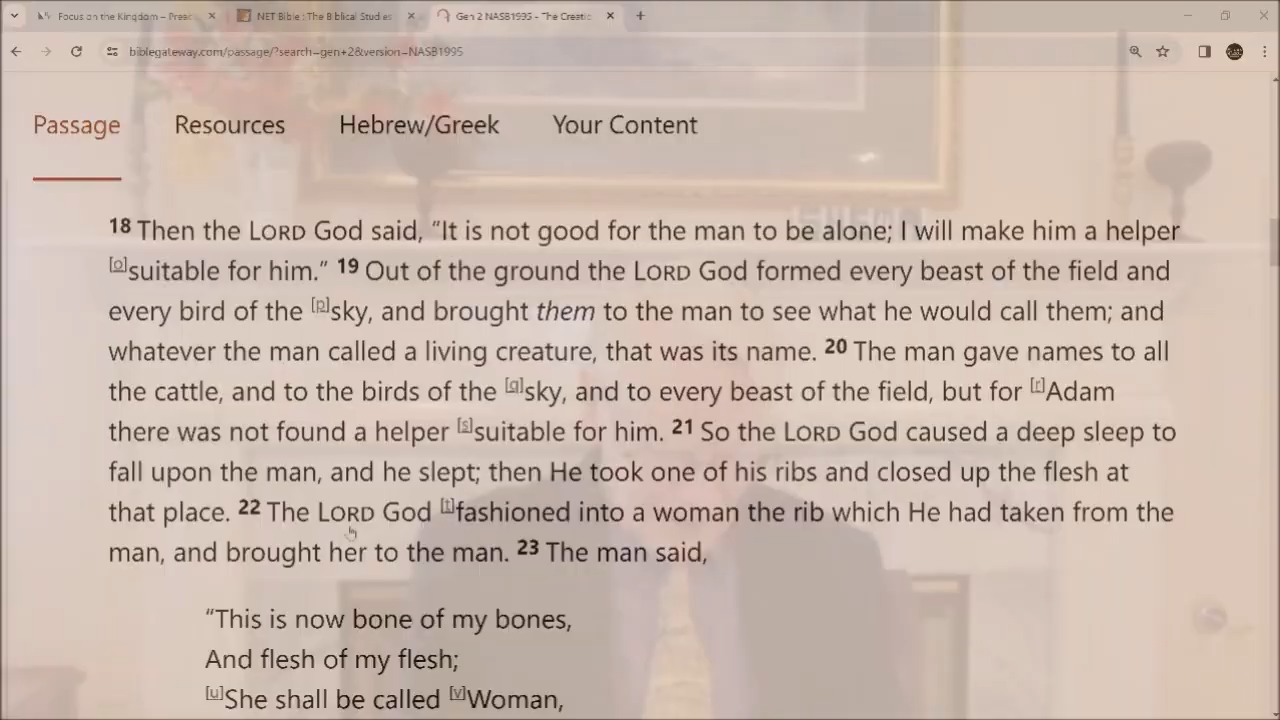 Focus on the Kingdom – Preac
NET Bible: The Biblical Studies
Gen 2 NASB1995 - The Creatic
biblegateway.com/passage/?search=gen+2&version=NASB1995
Passage Resources Hebrew/Greek Your Content
18 Then the LORD God said, “It is not good for the man to be alone; I will make him a helper
[o]suitable for him.” 19 Out of the ground the LORD God formed every beast of the field and
every bird of the [p]sky, and brought them to the man to see what he would call them; and
whatever the man called a living creature, that was its name. 20 The man gave names to all
the cattle, and to the birds of the [q]sky, and to every beast of the field, but for [r]Adam
there was not found a helper [s]suitable for him. 21 So the LORD God caused a deep sleep to
fall upon the man, and he slept; then He took one of his ribs and closed up the flesh at
that place. 22 The LORD God [t]fashioned into a woman the rib which He had taken from the
man, and brought her to the man. 23 The man said,
“This is now bone of my bones,
And flesh of my flesh;
[u]She shall be called [v]Woman,